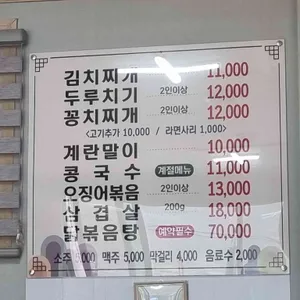 김치찌개 11,000
두루치기 2인이상 12,000
꽁치찌개 2인이상 12,000
<고기추가 10,000 / 라면사리 1,000>
계란말이 10,000
콩국수 계절메뉴 11,000
오징어볶음 2인이상 13,000
삼겹살 200g 18,000
닭볶음탕 예약필수 70,000
소주 5,000 맥주 5,000 막걸리 4,000 음료수 2,000